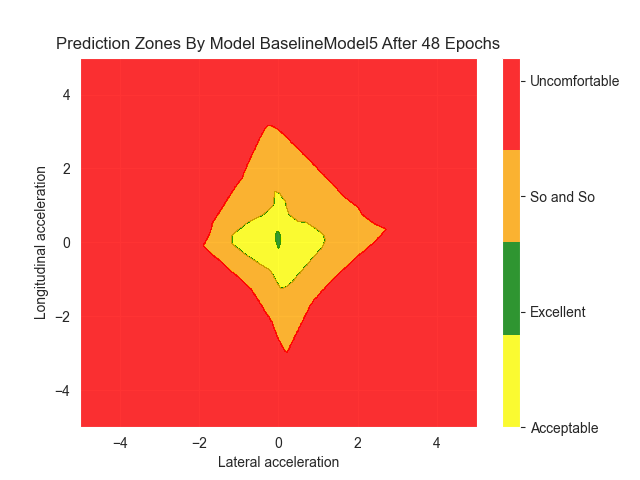 Prediction Zones By Model BaselineModel5 After 48 Epochs
4
2
0
−2
−4
Longitudinal acceleration
−4 −2 0 2 4
Lateral acceleration
Uncomfortable
So and So
Excellent
Acceptable